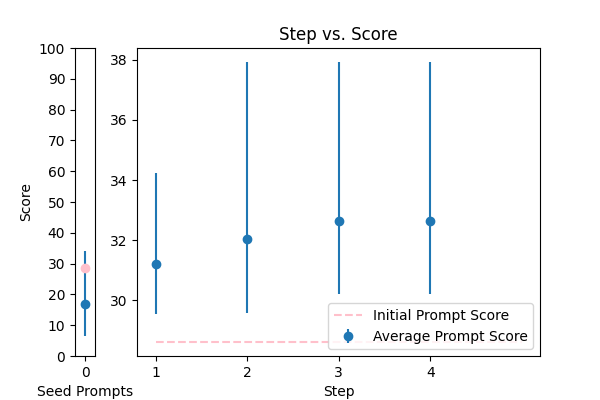 Step vs. Score
Score
100
90
80
70
60
50
40
30
20
10
0
0
Seed Prompts
38
36
34
32
30
1 2 3 4
Step
Initial Prompt Score
Average Prompt Score